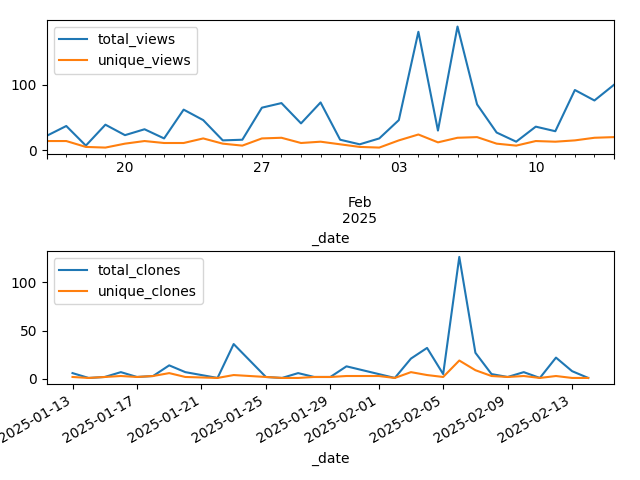 total_views
unique_views
100
0
20
27
03
10
Feb
2025
_date
total_clones
unique_clones
100
50
0
2025-01-13
2025-01-17
2025-01-21
2025-01-25
2025-01-29
2025-02-01
2025-02-05
2025-02-09
2025-02-13
_date